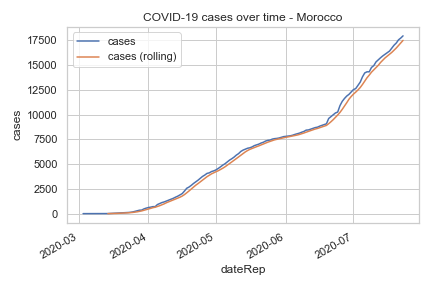 COVID-19 cases over time - Morocco
cases
cases (rolling)
17500
15000
12500
10000
7500
5000
2500
0
cases
2020-03
2020-04
2020-05
2020-06
2020-07
dateRep